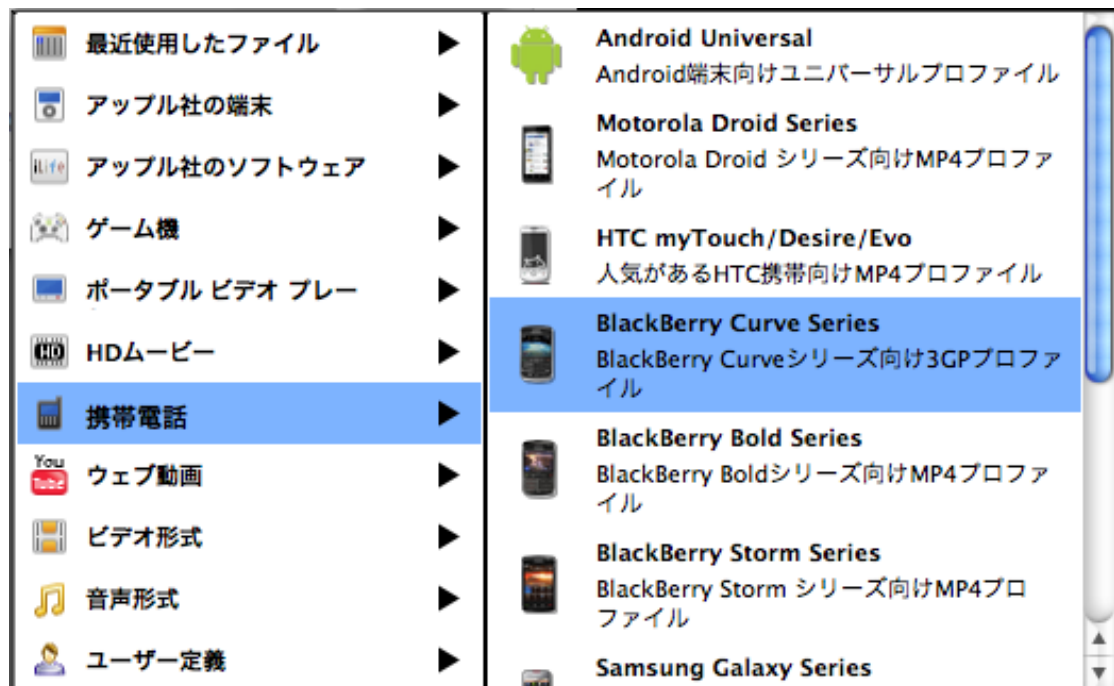 最近使用したファイル
アップル社の端末
iLife
アップル社のソフトウェア
ゲーム機
ポータブル ビデオ プレー
HD
HDムービー
携帯電話
You
Tube
ウェブ動画
ビデオ形式
音声形式
ユーザー定義
Android Universal
Android端末向けユニバーサルプロファイル
Motorola Droid Series
Motorola Droid シリーズ向けMP4プロファ
イル
HTC myTouch/Desire/Evo
人気があるHTC携帯向けMP4プロファイル
BlackBerry Curve Series
BlackBerry Curveシリーズ向け3GPプロファ
イル
BlackBerry Bold Series
BlackBerry Boldシリーズ向けMP4プロファ
イル
BlackBerry Storm Series
BlackBerry Storm シリーズ向けMP4プロ
ファイル
Samsung Galaxy Series